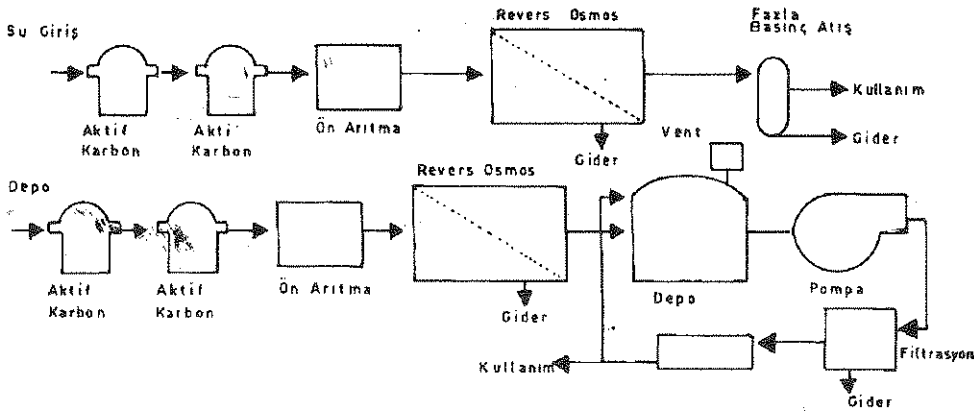 Su Giriş
Revers Osmos
Fazla
Basınç Atış
Aktif
Karbon
Akti
Karbon
Ön Arıtma
Gider
Kullanım
Gider
Vent
Depo
Revers Osmos
Aktif
Karbon
Aktif
Karbon
Ön Arıtma
Gider
Depo
Pompa
Kullanım
Filtrasyon
Gider